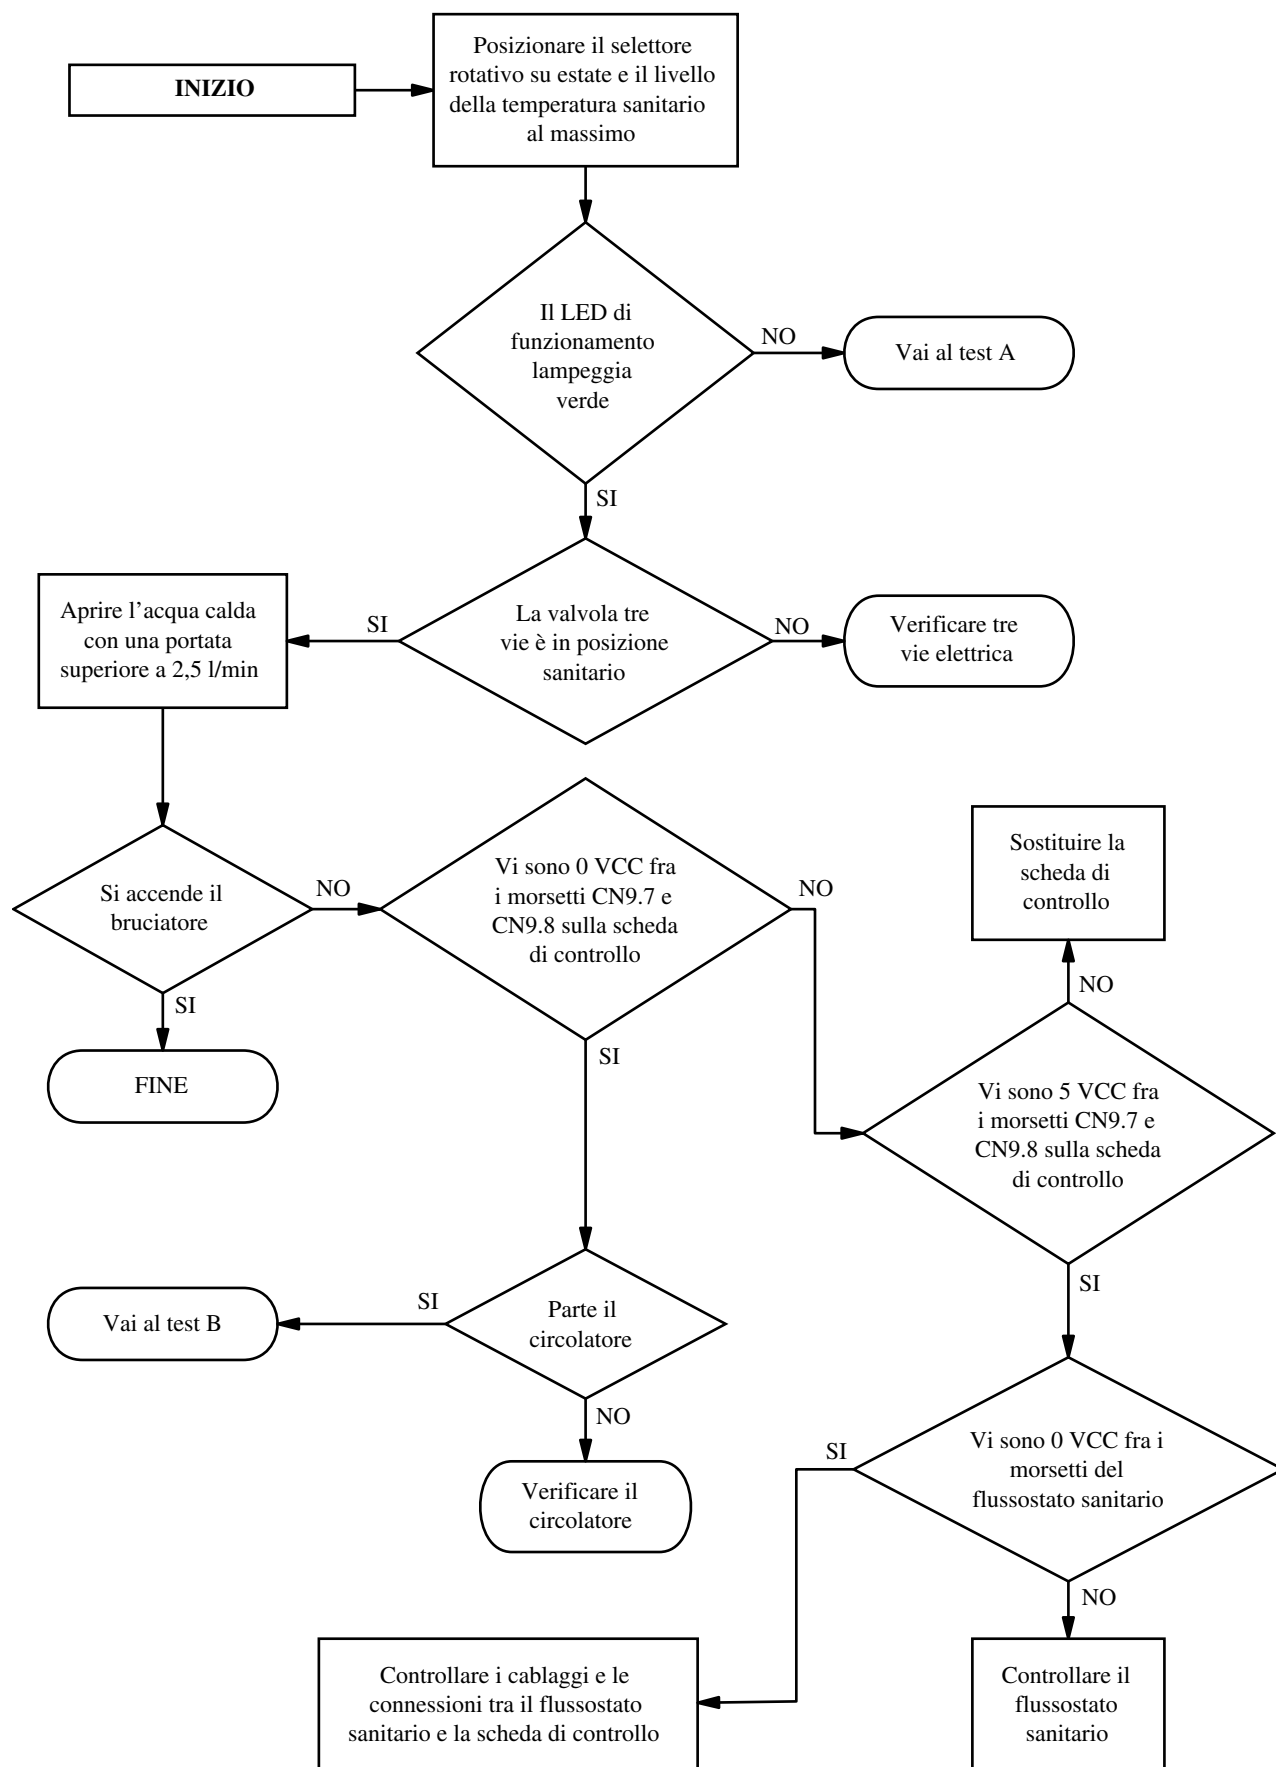 INIZIO
Posizionare il selettore
rotativo su estate e il livello
della temperatura sanitario
al massimo
Il LED di
funzionamento
lampeggia
verde
NO
Vai al test A
SI
La valvola tre
vie è in posizione
sanitario
SI
NO
Aprire l’acqua calda
con una portata
superiore a 2,5 l/min
Verificare tre
vie elettrica
Si accende il
bruciatore
NO
SI
FINE
Vi sono 0 VCC fra
i morsetti CN9.7 e
CN9.8 sulla scheda
di controllo
NO
SI
Sostituire la
scheda di
controllo
NO
Vi sono 5 VCC fra
i morsetti CN9.7 e
CN9.8 sulla scheda
di controllo
SI
Parte il
circolatore
SI
Vai al test B
NO
Verificare il
circolatore
Vi sono 0 VCC fra i
morsetti del
flussostato sanitario
SI
NO
Controllare i cablaggi e le
connessioni tra il flussostato
sanitario e la scheda di controllo
Controllare il
flussostato
sanitario